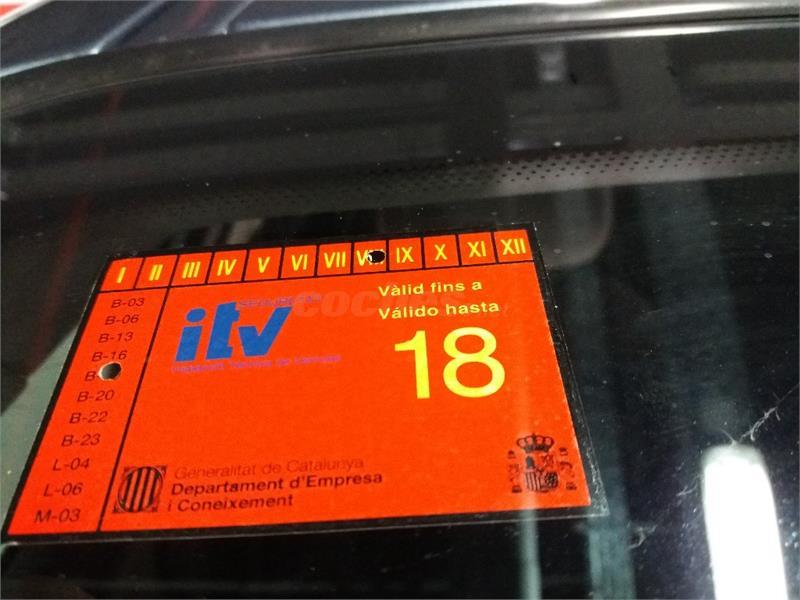 I II III IV V VI VII IX X XI XII
B-03
B-06
B-13
B-16
B-20
B-22
B-23
L-04
L-06
M-03
itv
Vàlid fins a
Válido hasta
18
Generalitat de Catalunya
Departament d'Empresa
i Coneixement